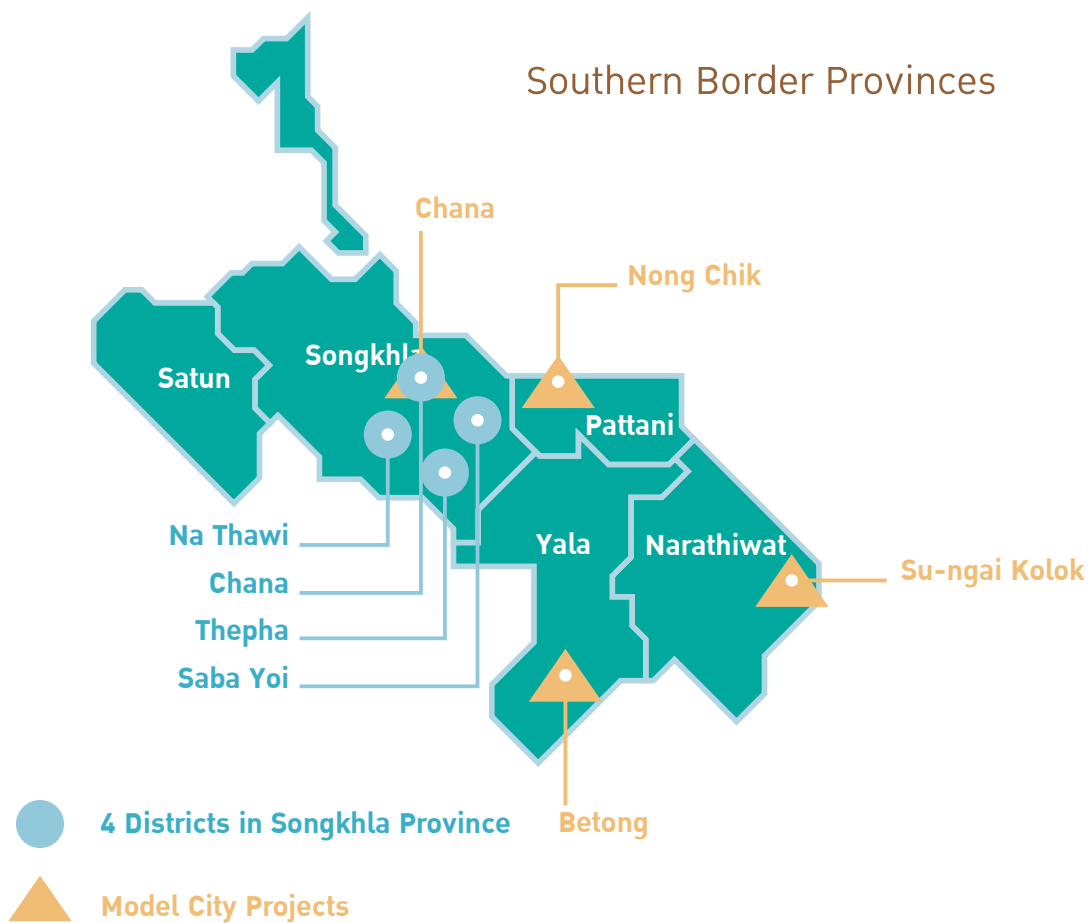 Southern Border Provinces
Chana
Nong Chik
Songkhla
Satun
Pattani
Na Thawi
Yala
Narathiwat
Su-ngai Kolok
Chana
Thepha
Saba Yoi
4 Districts in Songkhla Province
Betong
Model City Projects